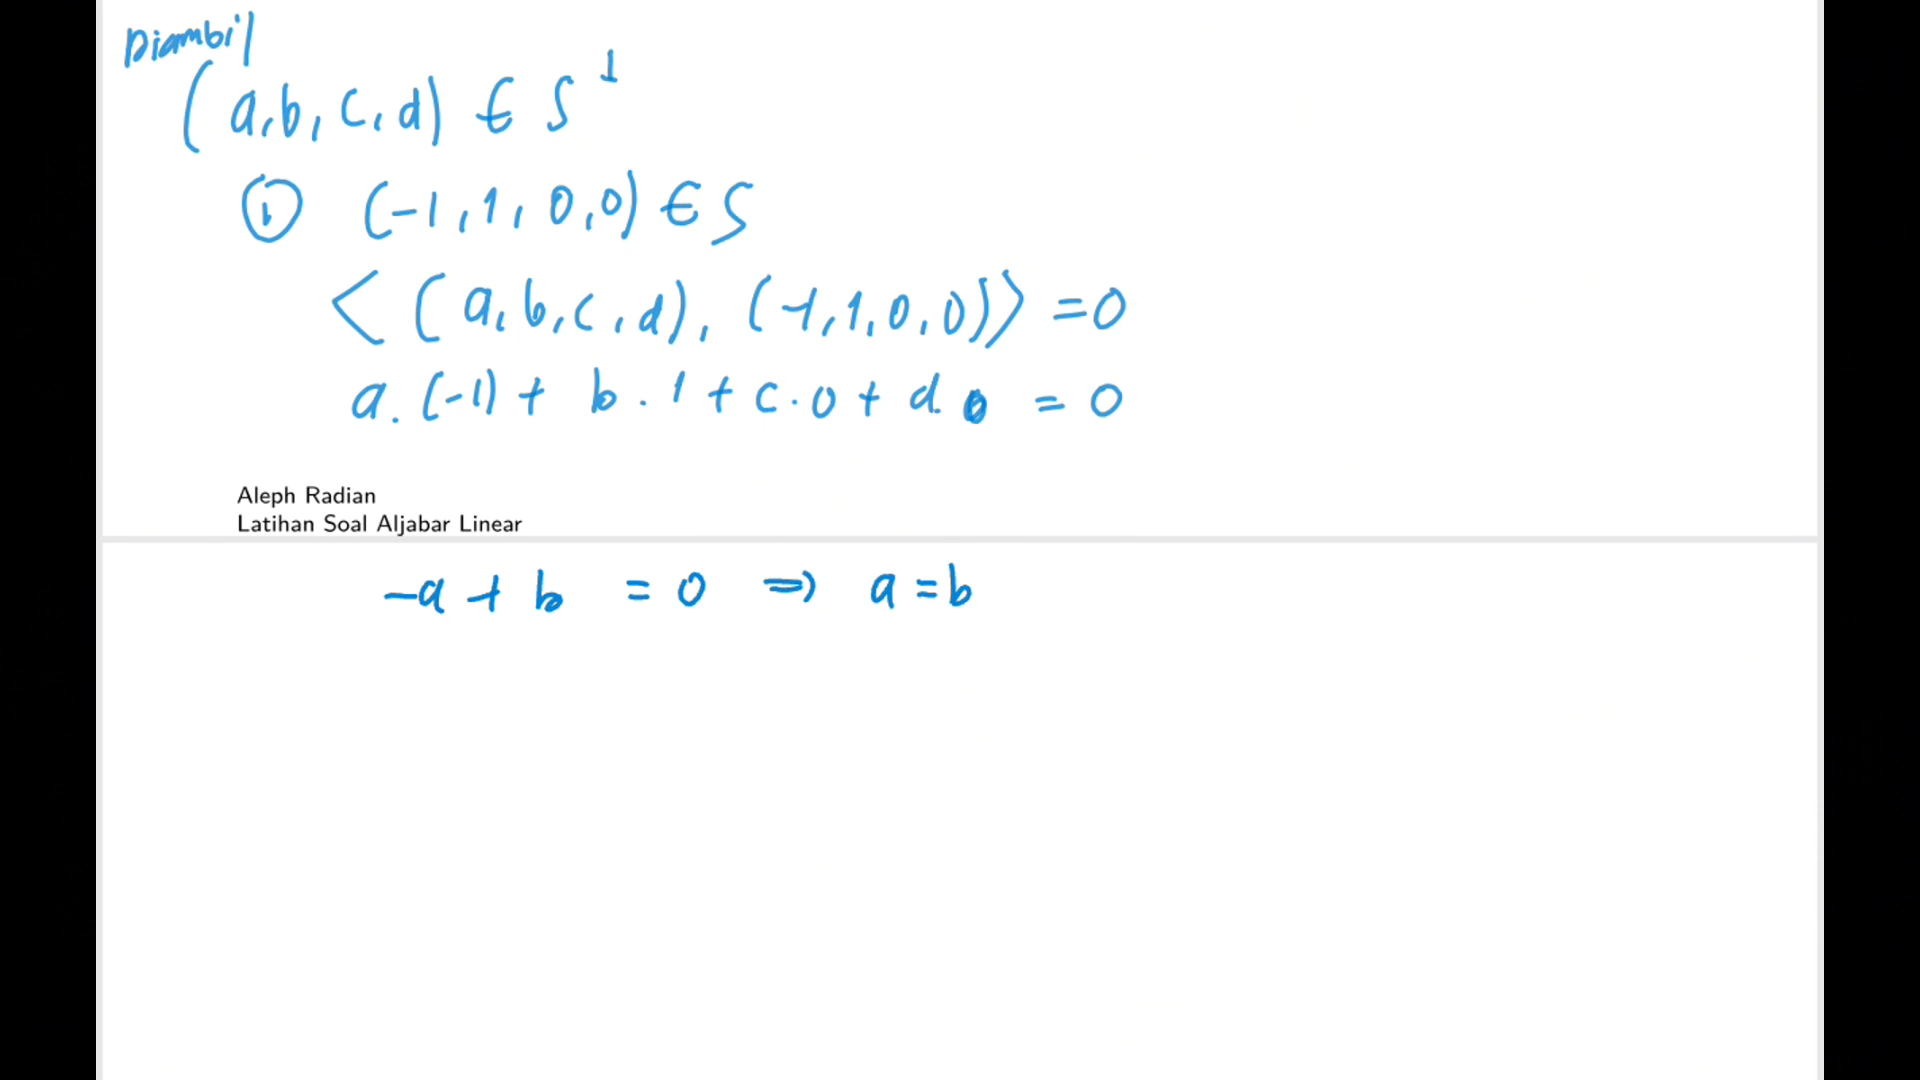 Diambil
(a,b,c,d) ∈ S^⊥
① (-1,1,0,0) ∈ S
<(a,b,c,d), (-1,1,0,0)> = 0
a.(-1) + b.1 + c.0 + d.0 = 0
Aleph Radian
Latihan Soal Aljabar Linear
-a + b = 0 ⇒ a = b